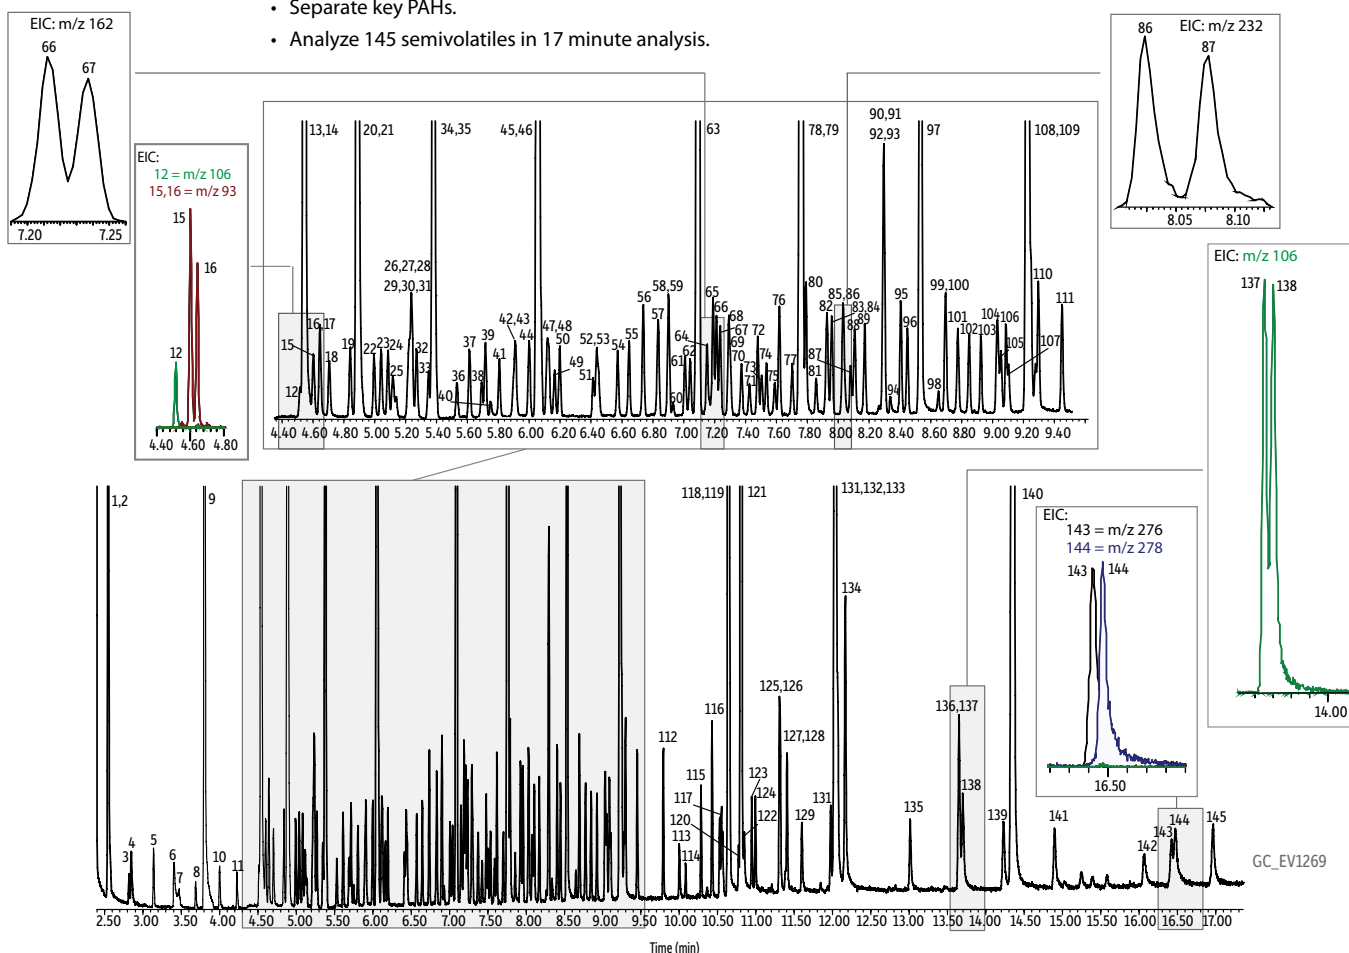 • Separate key PAHs.
• Analyze 145 semivolatiles in 17 minute analysis.
EIC: m/z 162
66
67
7.20 7.25
EIC: m/z 232
86
87
8.05 8.10
EIC:
12 = m/z 106
15,16 = m/z 93
15
16
12
4.40 4.60 4.80
13,14 20,21 34,35 45,46 63 78,79 90,91 97 108,109
92,93
26,27,28
29,30,31
15 16,17 18 12 19 22 23 24 25 32 33 36 37 38 39 40 41 42,43 44 47,48 49 50 51 52,53 54 55 56 57 58,59 60 61 62 64 65 66 67 68 69 70 71 72 73 74 75 76 77 80 81 82 83,84 85,86 87 88 89 94 95 96 98 99,100 101 102 103 104 105 106 107 110 111
4.40 4.60 4.80 5.00 5.20 5.40 5.60 5.80 6.00 6.20 6.40 6.60 6.80 7.00 7.20 7.40 7.60 7.80 8.00 8.20 8.40 8.60 8.80 9.00 9.20 9.40
EIC: m/z 106
137 138
14.00
1,2 9 118,119 121 131,132,133 140
EIC:
143 = m/z 276
144 = m/z 278
143 144
16.50
3 4 5 6 7 8 10 11 112 113 114 115 116 117 120 122 123 124 125,126 127,128 129 131 134 135 136,137 138 139 141 142 143 144 145
GC_EV1269
2.50 3.00 3.50 4.00 4.50 5.00 5.50 6.00 6.50 7.00 7.50 8.00 8.50 9.00 9.50 10.00 10.50 11.00 11.50 12.00 12.50 13.00 13.50 14.00 14.50 15.00 15.50 16.00 16.50 17.00
Time (min)